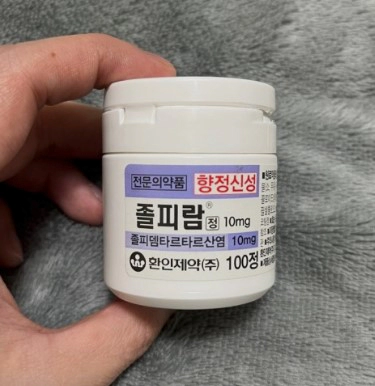 전문의약품 향정신성
졸피람® 정 10mg
졸피뎀타르타르산염 10mg
환인제약(주) 100정